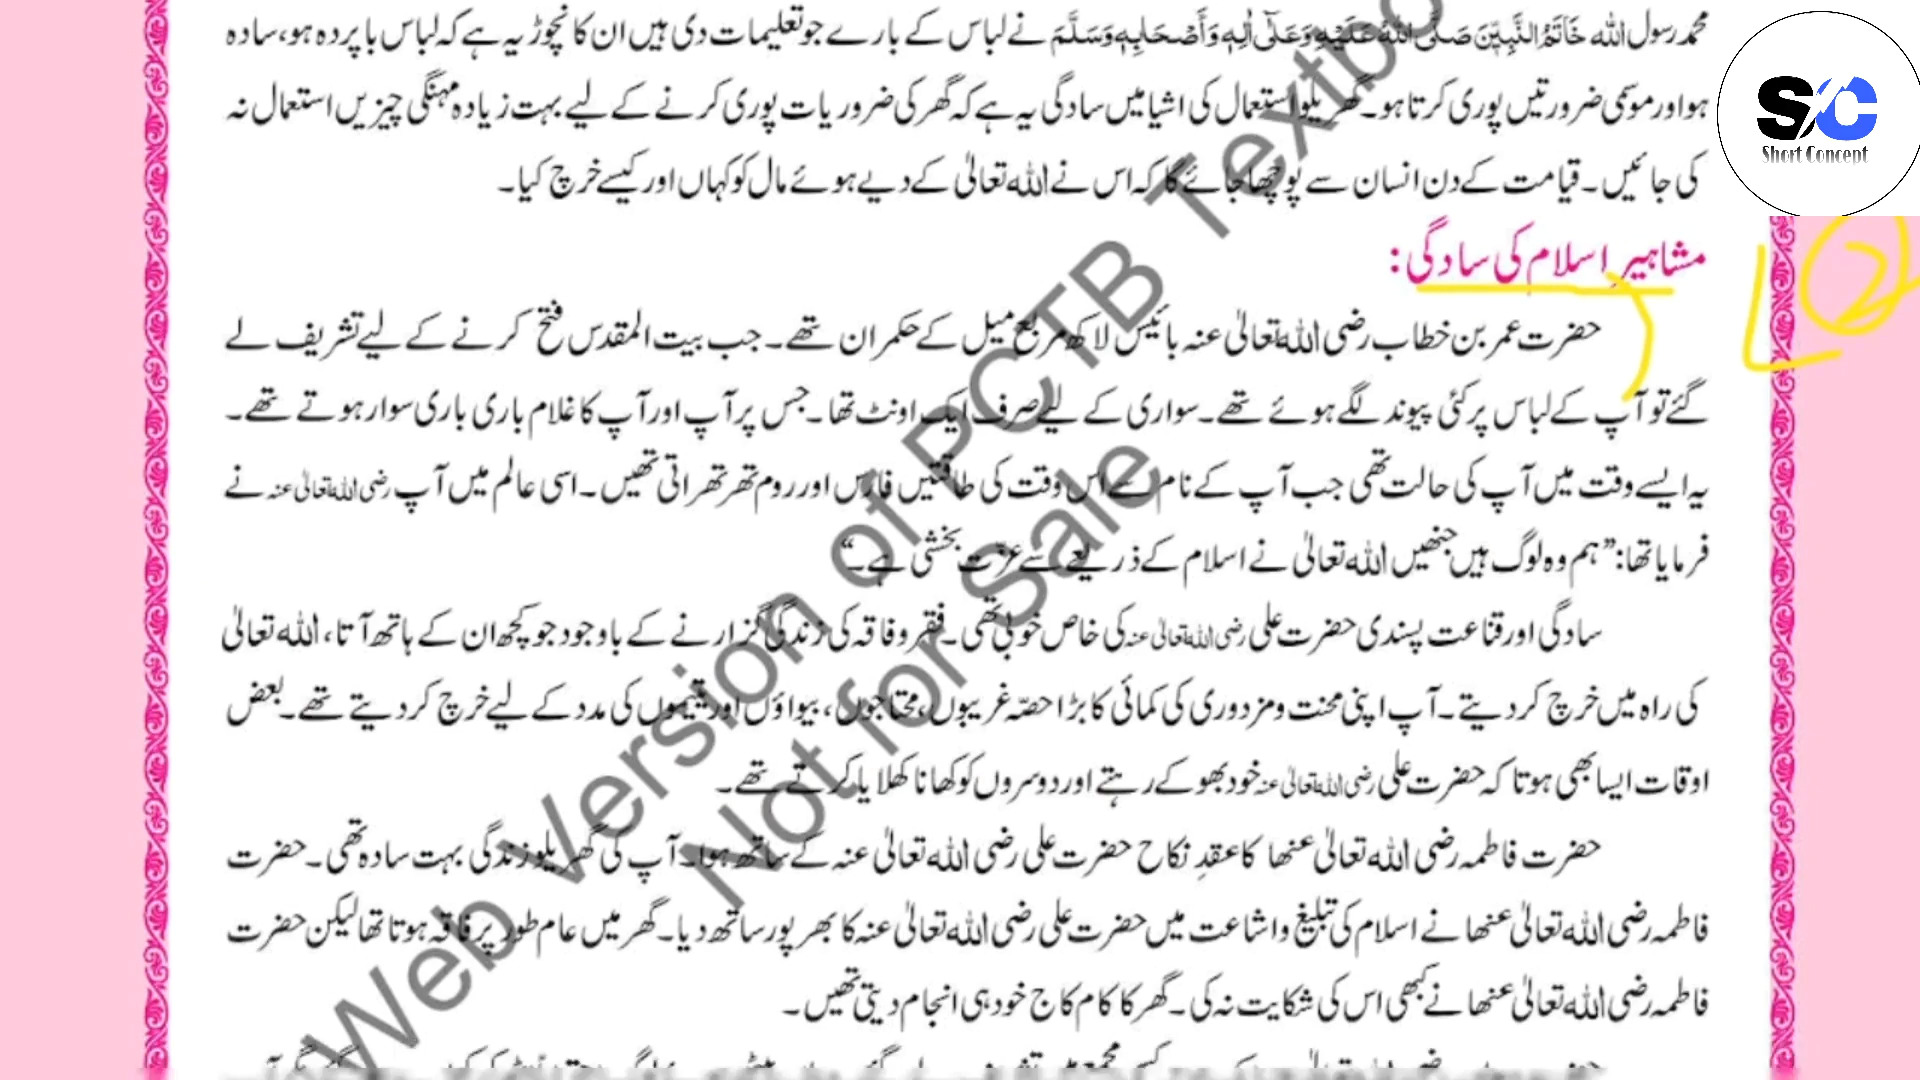 محمد رسول اللہ خَاتَمُ النَّبِیّٖنَ صَلَّی اللہُ عَلَیْہِ وَعَلٰٓی اٰلِہٖ وَاَصْحَابِہٖ وَسَلَّمَ نے لباس کے بارے جو تعلیمات دی ہیں ان کا نچوڑ یہ ہے کہ لباس باپردہ ہو، سادہ
ہو اور موسمی ضرورتیں پوری کرتا ہو۔ گھریلو استعمال کی اشیا میں سادگی یہ ہے کہ گھر کی ضروریات پوری کرنے کے لیے بہت زیادہ مہنگی چیزیں استعمال نہ
کی جائیں۔ قیامت کے دن انسان سے پوچھا جائے گا کہ اس نے اللہ تعالیٰ کے دیے ہوئے مال کو کہاں اور کیسے خرچ کیا۔
SC
Short Concept
مشاہیر اسلام کی سادگی:
2
حضرت عمر بن خطاب رضی اللہ تعالیٰ عنہ بائیس لاکھ مربع میل کے حکمران تھے۔ جب بیت المقدس فتح کرنے کے لیے تشریف لے
گئے تو آپ کے لباس پر کئی پیوند لگے ہوئے تھے۔ سواری کے لیے صرف ایک اونٹ تھا۔ جس پر آپ اور آپ کا غلام باری باری سوار ہوتے تھے۔
یہ ایسے وقت میں آپ کی حالت تھی جب آپ کے نام سے اس وقت کی طاقتیں فارس اور روم تھرتھراتی تھیں۔ اسی عالم میں آپ رضی اللہ تعالیٰ عنہ نے
فرمایا تھا: ”ہم وہ لوگ ہیں جنھیں اللہ تعالیٰ نے اسلام کے ذریعے سے عزّت بخشی ہے۔“
سادگی اور قناعت پسندی حضرت علی رضی اللہ تعالیٰ عنہ کی خاص خوبی تھی۔ فقر و فاقہ کی زندگی گزارنے کے باوجود جو کچھ ان کے ہاتھ آتا، اللہ تعالیٰ
کی راہ میں خرچ کر دیتے۔ آپ اپنی محنت و مزدوری کی کمائی کا بڑا حصّہ غریبوں، محتاجوں، بیواؤں اور یتیموں کی مدد کے لیے خرچ کر دیتے تھے۔ بعض
اوقات ایسا بھی ہوتا کہ حضرت علی رضی اللہ تعالیٰ عنہ خود بھوکے رہتے اور دوسروں کو کھانا کھلایا کرتے تھے۔
حضرت فاطمہ رضی اللہ تعالیٰ عنھا کا عقدِ نکاح حضرت علی رضی اللہ تعالیٰ عنہ کے ساتھ ہوا۔ آپ کی گھریلو زندگی بہت سادہ تھی۔ حضرت
فاطمہ رضی اللہ تعالیٰ عنھا نے اسلام کی تبلیغ و اشاعت میں حضرت علی رضی اللہ تعالیٰ عنہ کا بھرپور ساتھ دیا۔ گھر میں عام طور پر فاقہ ہوتا تھا لیکن حضرت
فاطمہ رضی اللہ تعالیٰ عنھا نے کبھی اس کی شکایت نہ کی۔ گھر کا کام کاج خود ہی انجام دیتی تھیں۔
Web Version of PCTB Textbo
Not for Sale